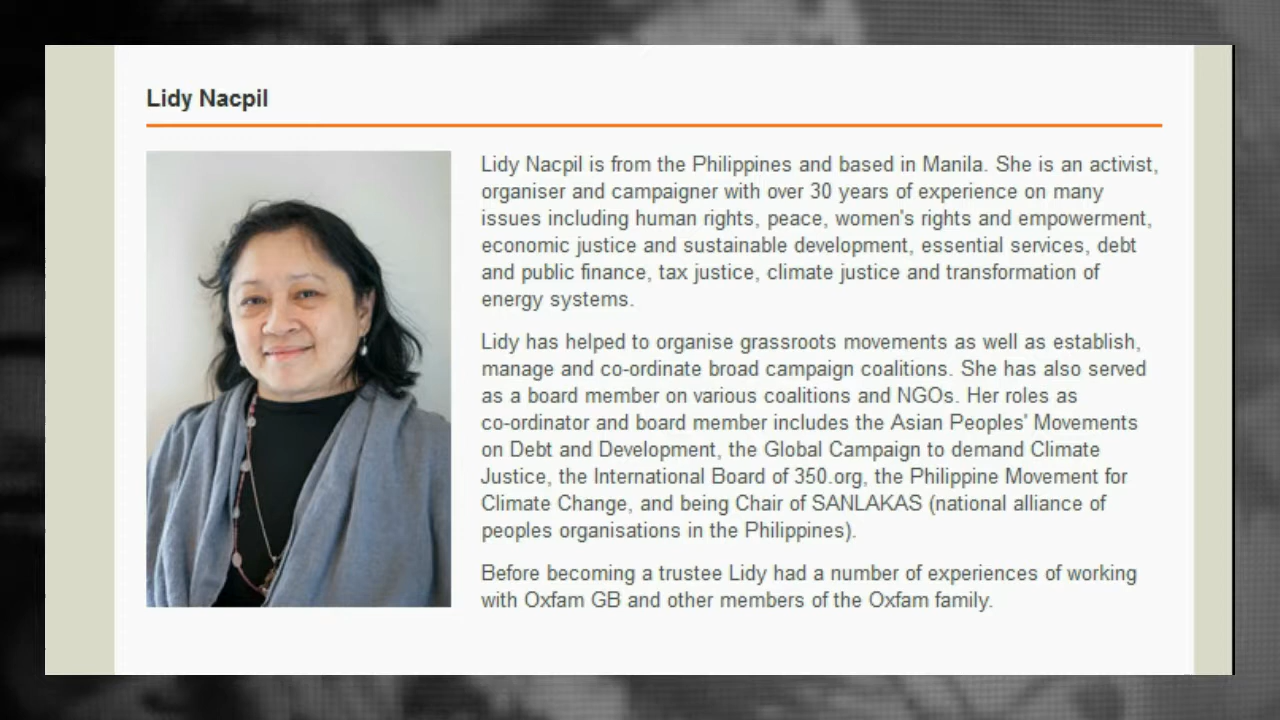 Lidy Nacpil
Lidy Nacpil is from the Philippines and based in Manila. She is an activist,
organiser and campaigner with over 30 years of experience on many
issues including human rights, peace, women's rights and empowerment,
economic justice and sustainable development, essential services, debt
and public finance, tax justice, climate justice and transformation of
energy systems.
Lidy has helped to organise grassroots movements as well as establish,
manage and co-ordinate broad campaign coalitions. She has also served
as a board member on various coalitions and NGOs. Her roles as
co-ordinator and board member includes the Asian Peoples' Movements
on Debt and Development, the Global Campaign to demand Climate
Justice, the International Board of 350.org, the Philippine Movement for
Climate Change, and being Chair of SANLAKAS (national alliance of
peoples organisations in the Philippines).
Before becoming a trustee Lidy had a number of experiences of working
with Oxfam GB and other members of the Oxfam family.